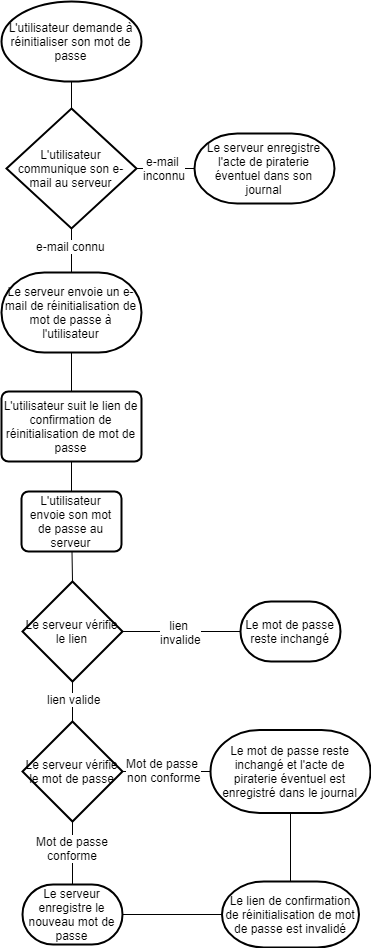 L'utilisateur demande à
réinitialiser son mot de
passe
L'utilisateur
communique son e-
mail au serveur
e-mail
inconnu
Le serveur enregistre
l'acte de piraterie
éventuel dans son
journal
e-mail connu
Le serveur envoie un e-
mail de réinitialisation de
mot de passe à
l'utilisateur
L'utilisateur suit le lien de
confirmation de
réinitialisation de mot de
passe
L'utilisateur
envoie son mot
de passe au
serveur
Le serveur vérifie
le lien
lien
invalide
Le mot de passe
reste inchangé
lien valide
Le serveur vérifie
le mot de passe
Mot de passe
non conforme
Le mot de passe reste
inchangé et l'acte de
piraterie éventuel est
enregistré dans le journal
Mot de passe
conforme
Le serveur
enregistre le
nouveau mot de
passe
Le lien de confirmation
de réinitialisation de mot
de passe est invalidé